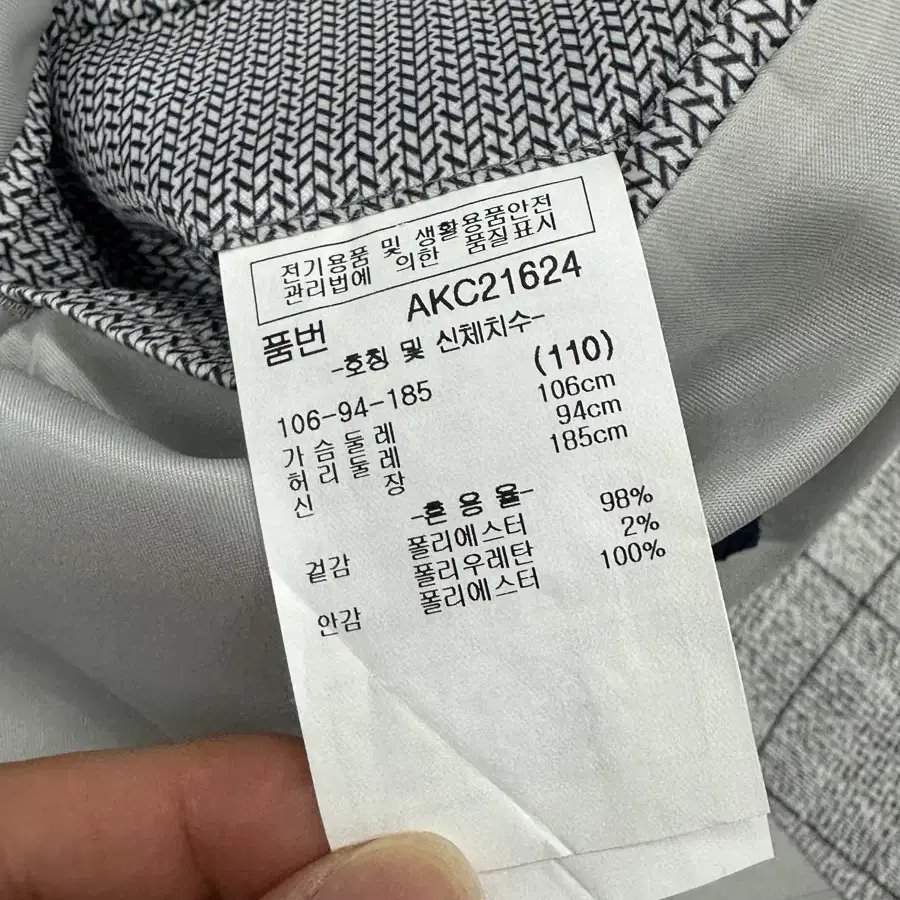 전기용품 및 생활용품안전
관리법에 의한 품질표시
품번 AKC21624
-호칭 및 신체치수-
106-94-185 (110)
가슴둘레 106cm
허리둘레 94cm
신 장 185cm
-혼용율-
겉감 폴리에스터 98%
폴리우레탄 2%
안감 폴리에스터 100%